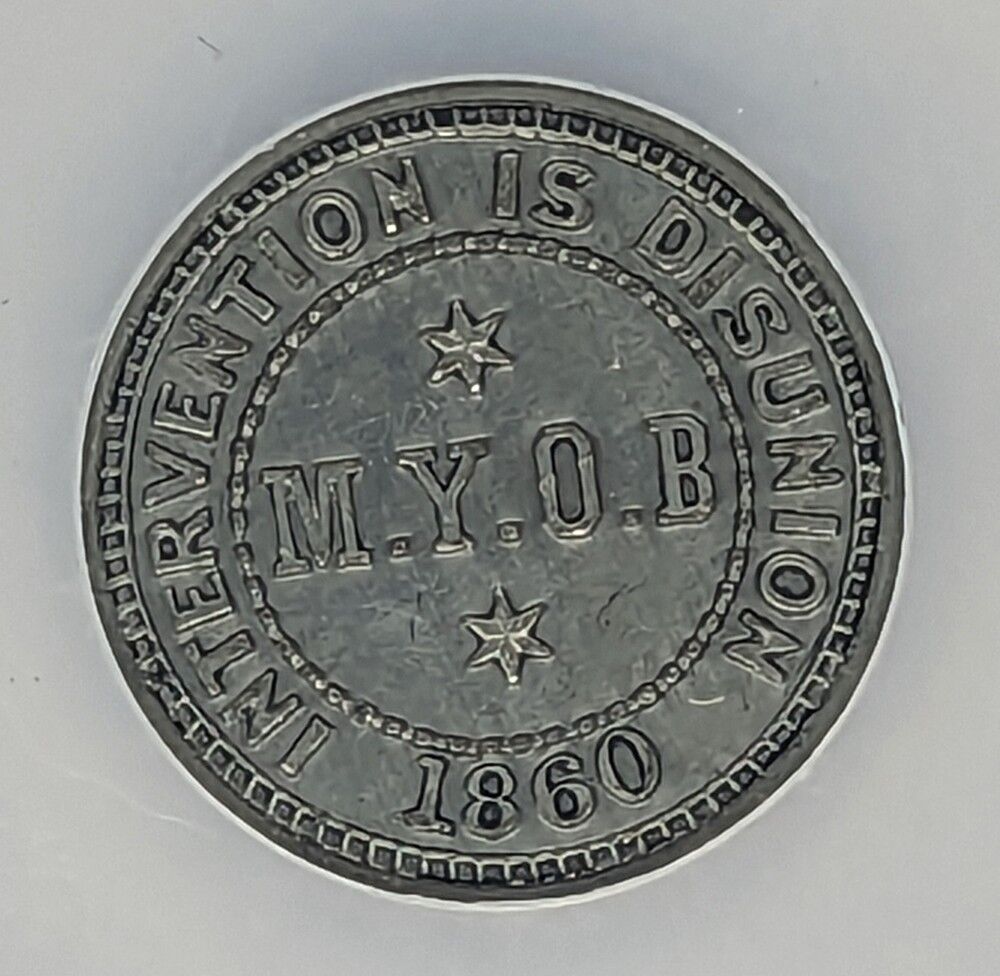 INTERVENTION IS DISUNION
M.Y.O.B
1860